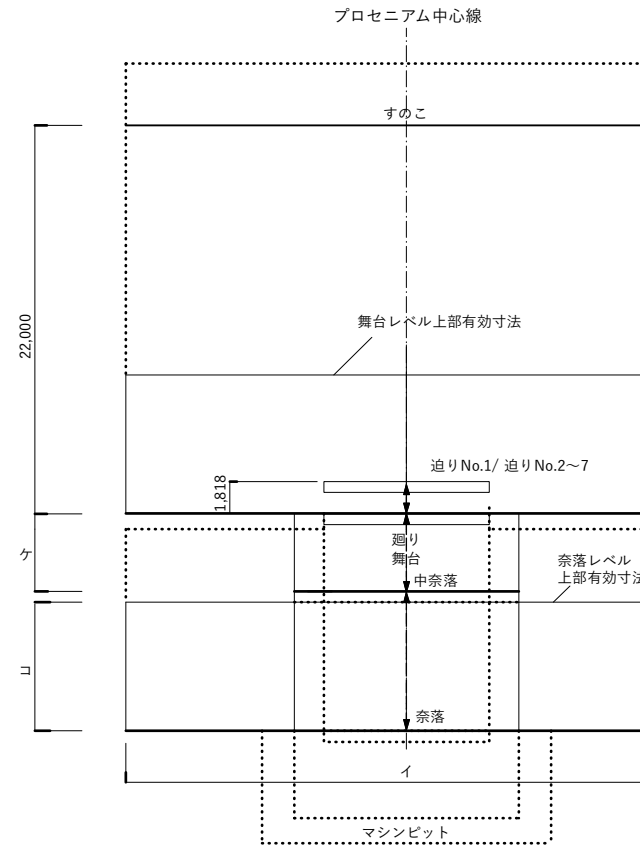 プロセニアム中心線
すのこ
22,000
舞台レベル上部有効寸法
迫りNo.1/ 迫りNo.2〜7
1,818
廻り
舞台
ケ
中奈落
奈落レベル
上部有効寸法
コ
奈落
イ
マシンピット